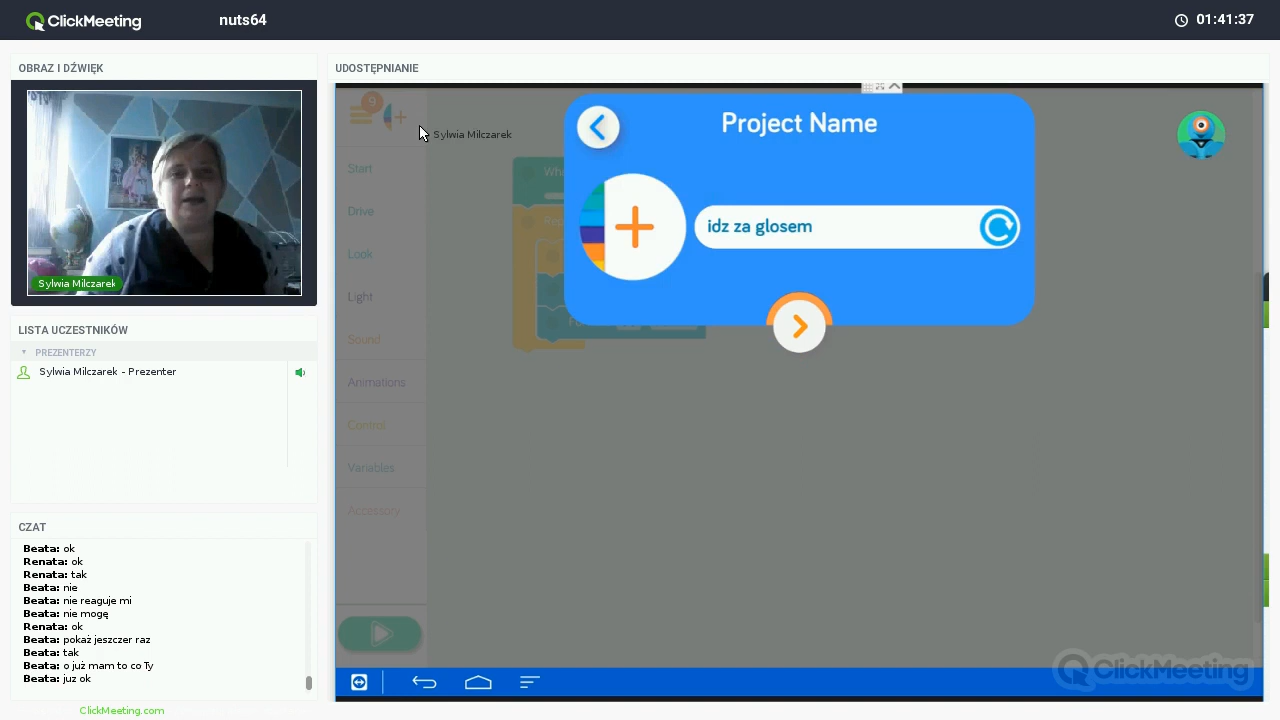 ClickMeeting
nuts64
01:41:37
OBRAZ I DŹWIĘK
Sylwia Milczarek
LISTA UCZESTNIKÓW
PREZENTERZY
Sylwia Milczarek - Prezenter
CZAT
Beata: ok
Renata: ok
Renata: tak
Beata: nie
Beata: nie reaguje mi
Beata: nie mogę
Renata: ok
Beata: pokaż jeszczer raz
Beata: tak
Beata: o już mam to co Ty
Beata: juz ok
ClickMeeting.com
UDOSTĘPNIANIE
9
Sylwia Milczarek
Start
Drive
Look
Light
Sound
Animations
Control
Variables
Accessory
Project Name
idz za glosem
ClickMeeting